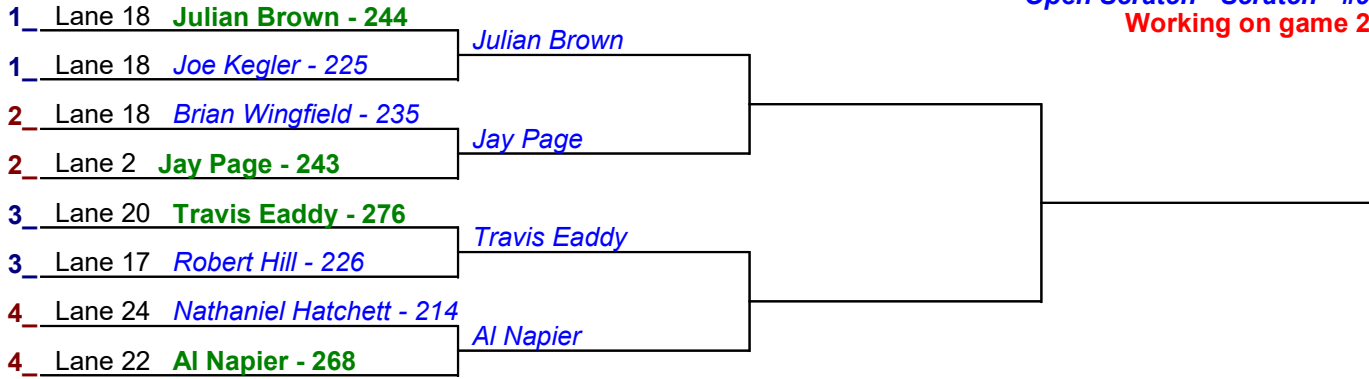 Working on game 2
1_ Lane 18 Julian Brown - 244
Julian Brown
1_ Lane 18 Joe Kegler - 225
2_ Lane 18 Brian Wingfield - 235
Jay Page
2_ Lane 2 Jay Page - 243
3_ Lane 20 Travis Eaddy - 276
Travis Eaddy
3_ Lane 17 Robert Hill - 226
4_ Lane 24 Nathaniel Hatchett - 214
Al Napier
4_ Lane 22 Al Napier - 268